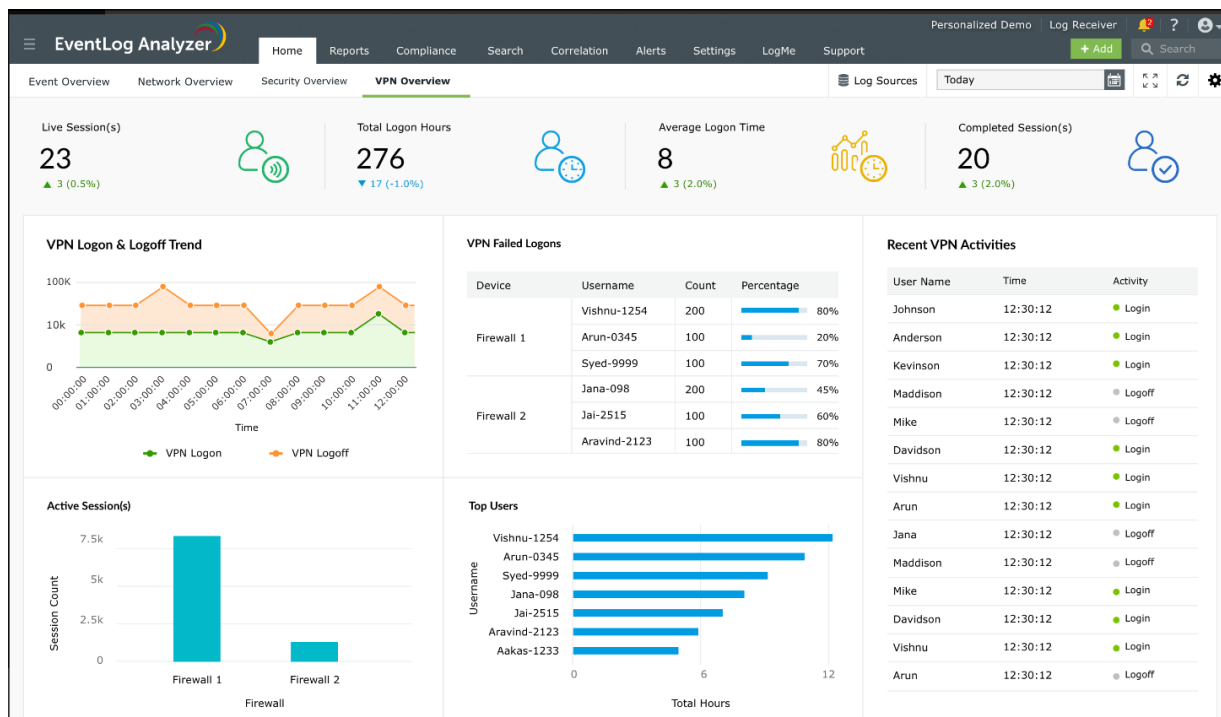 Personalized Demo Log Receiver 2 ?
EventLog Analyzer
Home Reports Compliance Search Correlation Alerts Settings LogMe Support
+ Add Search
Event Overview Network Overview Security Overview VPN Overview
Log Sources Today
Live Session(s)
23
▲ 3 (0.5%)
Total Logon Hours
276
▼ 17 (-1.0%)
Average Logon Time
8
▲ 3 (2.0%)
Completed Session(s)
20
▲ 3 (2.0%)
VPN Logon & Logoff Trend
100K
10k
0
00:00:00 01:00:00 02:00:00 03:00:00 04:00:00 05:00:00 06:00:00 07:00:00 08:00:00 09:00:00 10:00:00 11:00:00 12:00:00
Time
VPN Logon VPN Logoff
VPN Failed Logons
Device Username Count Percentage
Vishnu-1254 200 80%
Firewall 1 Arun-0345 100 20%
Syed-9999 100 70%
Jana-098 200 45%
Firewall 2 Jai-2515 100 60%
Aravind-2123 100 80%
Recent VPN Activities
User Name Time Activity
Johnson 12:30:12 Login
Anderson 12:30:12 Login
Kevinson 12:30:12 Login
Maddison 12:30:12 Logoff
Mike 12:30:12 Logoff
Davidson 12:30:12 Login
Vishnu 12:30:12 Login
Arun 12:30:12 Login
Jana 12:30:12 Logoff
Maddison 12:30:12 Logoff
Mike 12:30:12 Login
Davidson 12:30:12 Login
Vishnu 12:30:12 Login
Arun 12:30:12 Logoff
Active Session(s)
Session Count
7.5k
5k
2.5k
0
Firewall 1 Firewall 2
Firewall
Top Users
Username
Vishnu-1254
Arun-0345
Syed-9999
Jana-098
Jai-2515
Aravind-2123
Aakas-1233
0 6 12
Total Hours